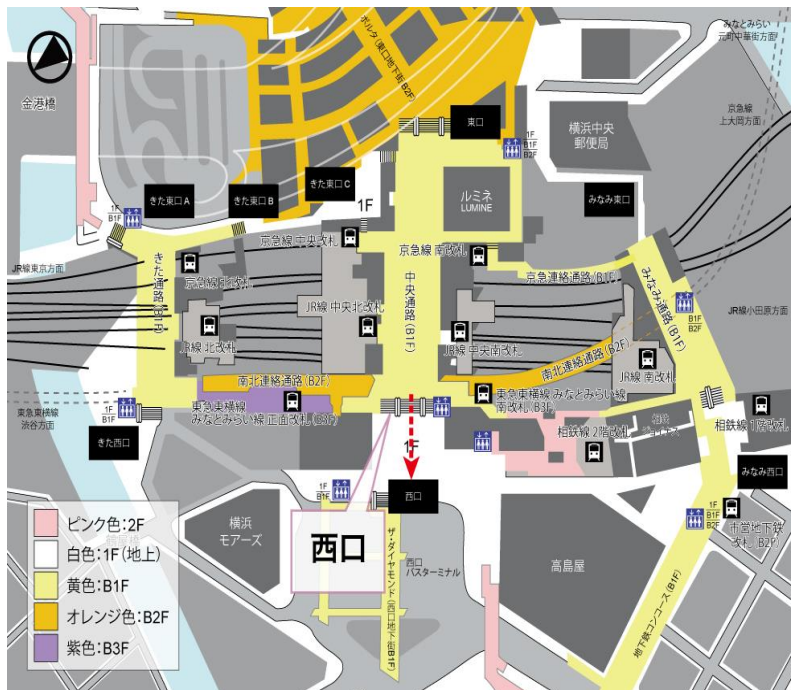 みなとみらい
元町中華街方面
ポルタ(東口地下街B2F)
金港橋
京急線
上大岡方面
東口
1F
B1F
B2F
横浜中央
郵便局
きた東口A
きた東口B
きた東口C
1F
ルミネ
LUMINE
みなみ東口
1F
B1F
京急線 中央改札
京急線 南改札
JR線東京方面
きた通路(B1F)
京急線 北改札
中央通路(B1F)
京急連絡通路(B1F)
みなみ通路(B1F)
JR線 中央北改札
B1F
B2F
JR線小田原方面
JR線 北改札
JR線 中央南改札
南北連絡通路(B2F)
JR線 南改札
南北連絡通路(B2F)
東急東横線
渋谷方面
1F
B1F
東急東横線
みなとみらい線 正面改札(B3F)
東急東横線 みなとみらい線
南改札(B3F)
相鉄
ジョイナス
相鉄線 1階改札
きた西口
1F
相鉄線 2階改札
みなみ西口
1F
B1F
西口
1F
B1F
B2F
市営地下鉄
改札(B2F)
横浜
モアーズ
西口
ザ・ダイヤモンド(西口地下街B1F)
西口
バスターミナル
高島屋
地下鉄コンコース(B1F)
ピンク色:2F
白色:1F(地上)
黄色:B1F
オレンジ色:B2F
紫色:B3F